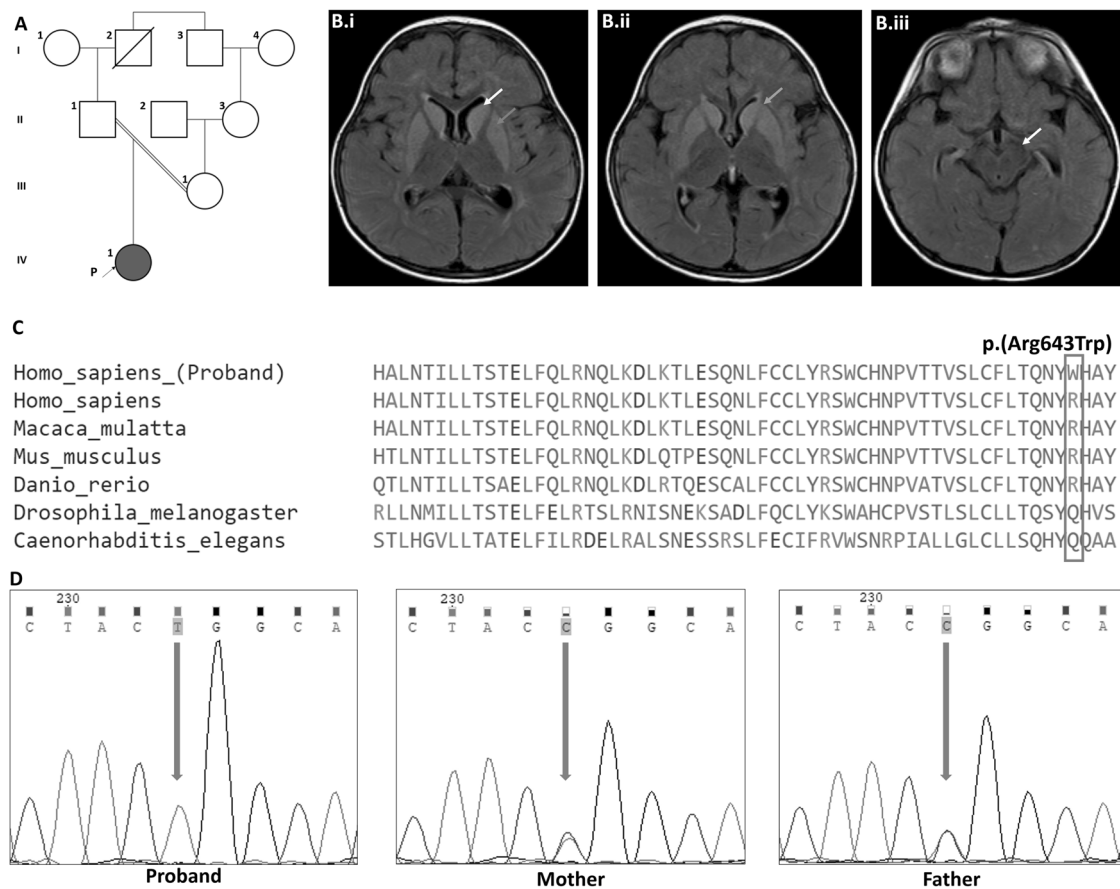 A
1 2 3 4
I
1 2 3
II
1
III
1
IV
P
B.i
B.ii
B.iii
C
p.(Arg643Trp)
Homo_sapiens_(Proband) HALNTILLTSTELFQLRNQLKDLKTLESQNLFCCLYRSWCHNPVTTVSLCFLTQNYWHAY
Homo_sapiens HALNTILLTSTELFQLRNQLKDLKTLESQNLFCCLYRSWCHNPVTTVSLCFLTQNYRHAY
Macaca_mulatta HALNTILLTSTELFQLRNQLKDLKTLESQNLFCCLYRSWCHNPVTTVSLCFLTQNYRHAY
Mus_musculus HTLNTILLTSTELFQLRNQLKDLQTPESQNLFCCLYRSWCHNPVTTVSLCFLTQNYRHAY
Danio_rerio QTLNTILLTSAELFQLRNQLKDLRTQESCALFCCLYRSWCHNPVATVSLCFLTQNYRHAY
Drosophila_melanogaster RLLNMILLTSTELFELRTSLRNISNEKSADLFQCLYKSWAHCPVSTLSLCLLTQSYQHVS
Caenorhabditis_elegans STLHGVLLTATELFILRDELRALSNESSRSLFECIFRVWSNRPIALLGLCLLSQHYQQAA
D
230
C T A C T G G C A
Proband
230
C T A C C G G C A
Mother
230
C T A C C G G C A
Father